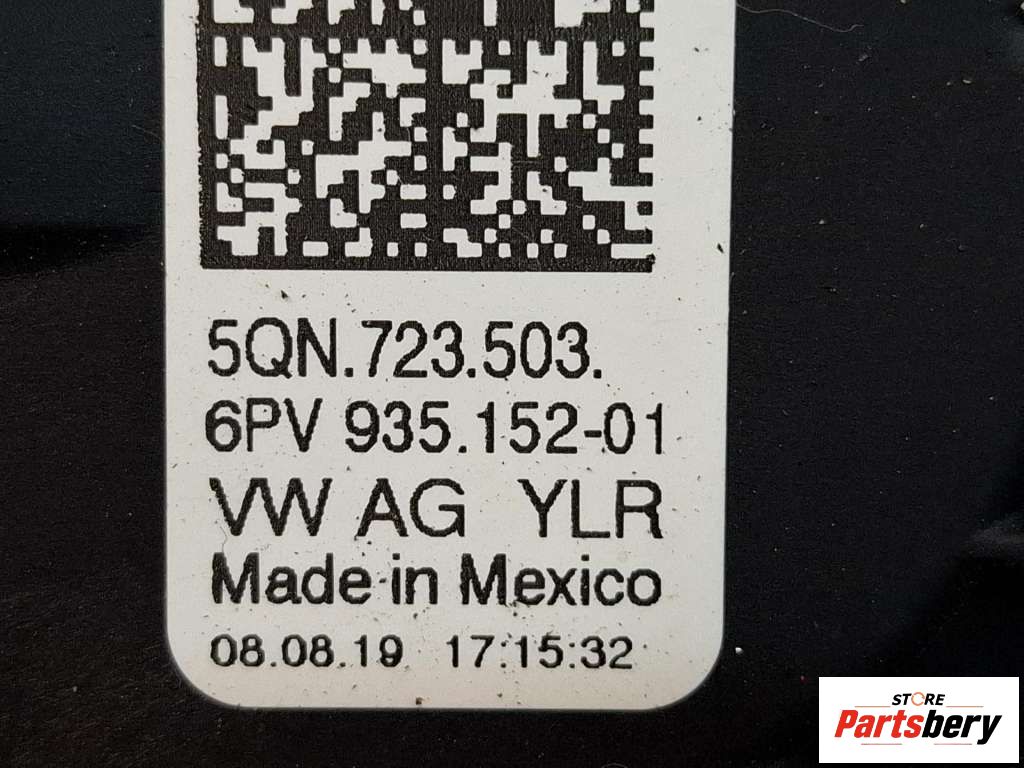 5QN.723.503.
6PV 935.152-01
VW AG YLR
Made in Mexico
08.08.19 17:15:32
STORE
Partsbery